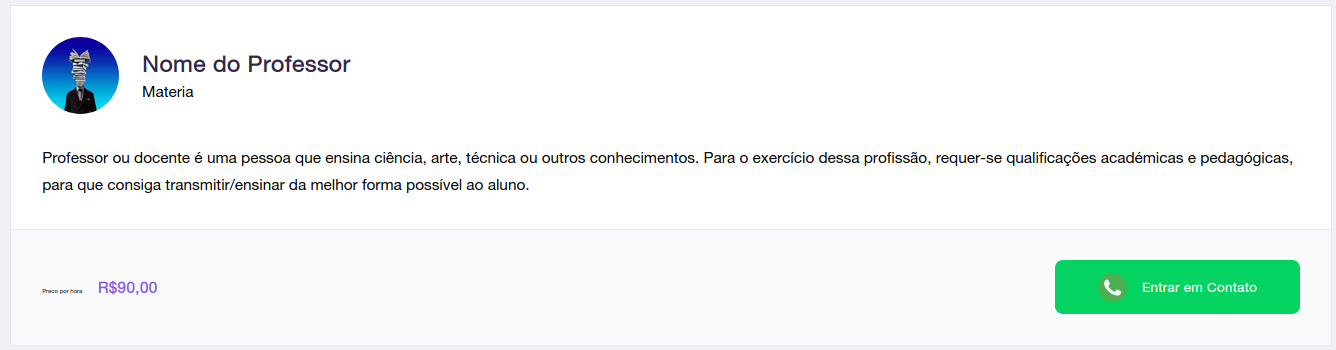 Nome do Professor
Materia
Professor ou docente é uma pessoa que ensina ciência, arte, técnica ou outros conhecimentos. Para o exercício dessa profissão, requer-se qualificações académicas e pedagógicas,
para que consiga transmitir/ensinar da melhor forma possível ao aluno.
Preco por hora R$90,00
Entrar em Contato